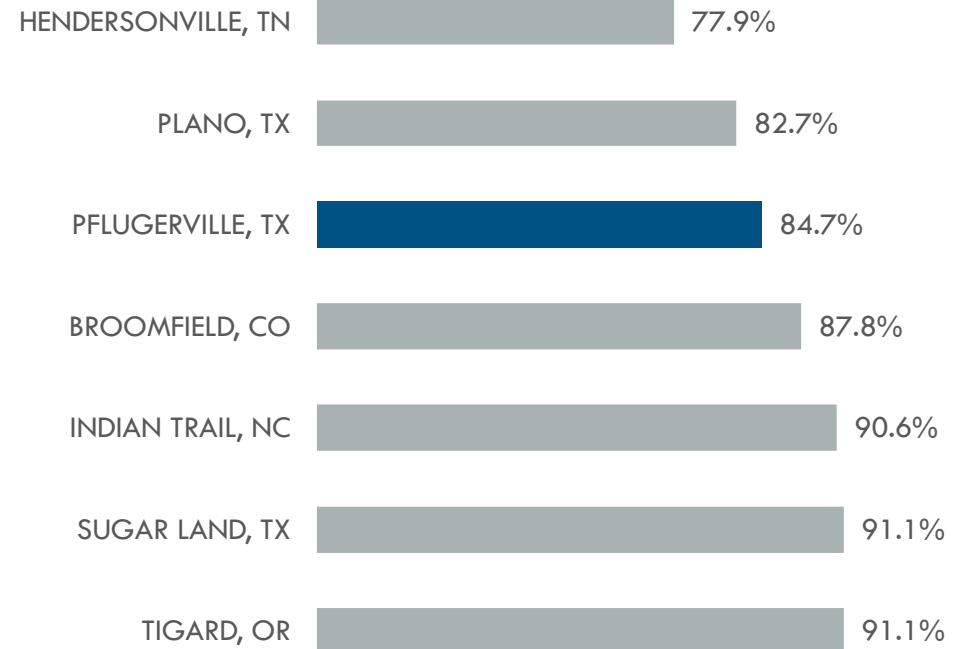 HENDERSONVILLE, TN 77.9%
PLANO, TX 82.7%
PFLUGERVILLE, TX 84.7%
BROOMFIELD, CO 87.8%
INDIAN TRAIL, NC 90.6%
SUGAR LAND, TX 91.1%
TIGARD, OR 91.1%